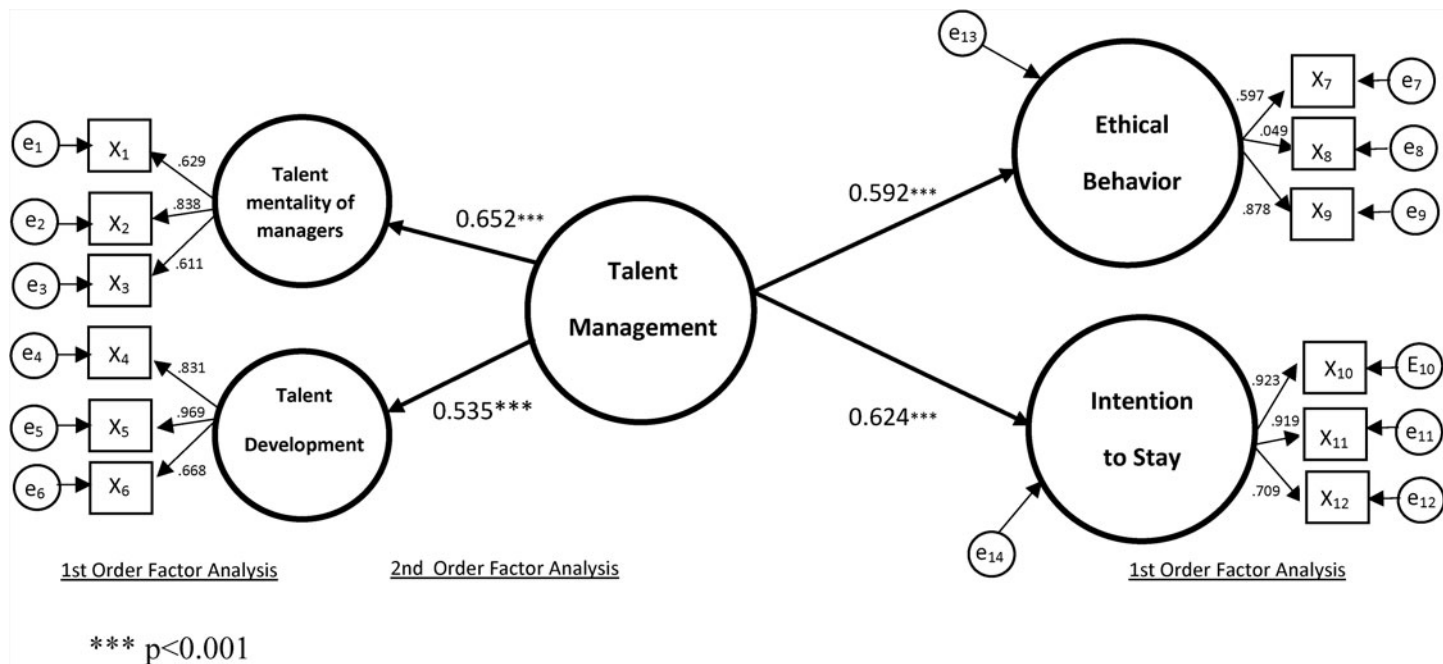 e13
X7
e7
.597
Ethical
Behavior
.049
X8
e8
.878
X9
e9
e1
X1
.629
Talent
mentality of
managers
e2
X2
.838
e3
X3
.611
0.652***
0.592***
Talent
Management
e4
X4
.831
Talent
Development
e5
X5
.969
e6
X6
.668
0.535***
0.624***
Intention
to Stay
.923
X10
E10
.919
X11
e11
.709
X12
e12
e14
1st Order Factor Analysis
2nd Order Factor Analysis
1st Order Factor Analysis
*** p<0.001